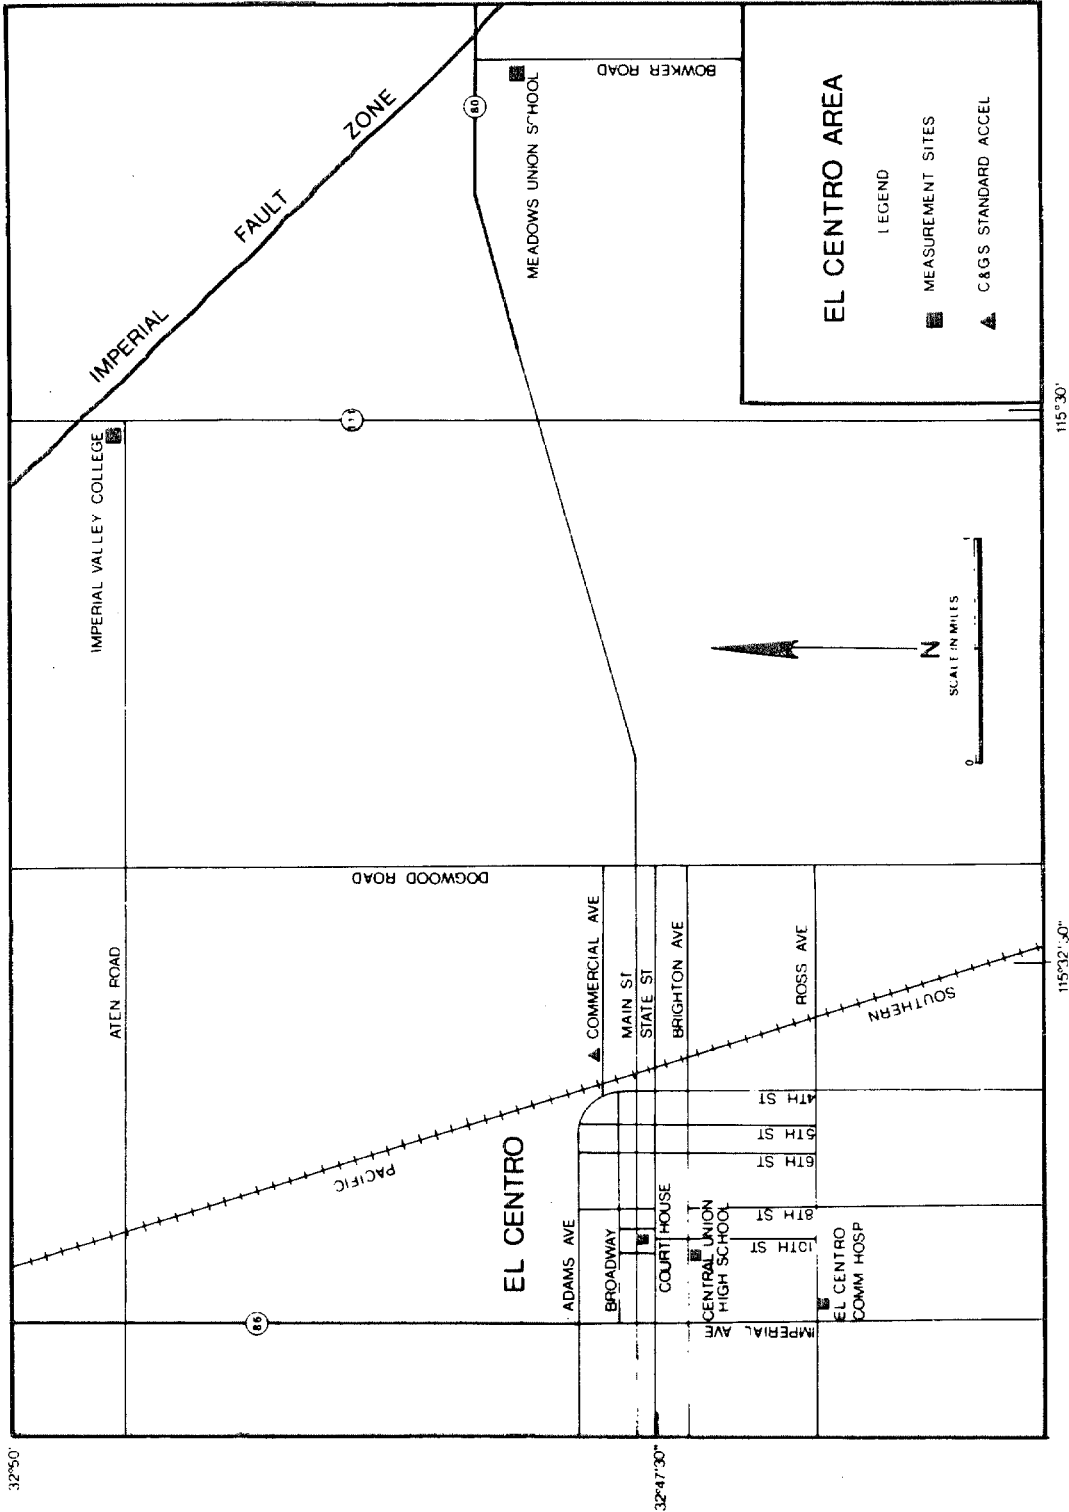 32°50'
IMPERIAL
FAULT
ZONE
IMPERIAL VALLEY COLLEGE
ATEN ROAD
DOGWOOD ROAD
PACIFIC
86
111
80
BOWKER ROAD
MEADOWS UNION SCHOOL
EL CENTRO
ADAMS AVE
COMMERCIAL AVE
BROADWAY
MAIN ST
STATE ST
COURT HOUSE
32°47'30"
BRIGHTON AVE
CENTRAL UNION
HIGH SCHOOL
IMPERIAL AVE
10TH ST
8TH ST
6TH ST
5TH ST
4TH ST
ROSS AVE
EL CENTRO
COMM HOSP
SOUTHERN
N
SCALE IN MILES
0
1
EL CENTRO AREA
LEGEND
MEASUREMENT SITES
C&GS STANDARD ACCEL
115°32'30"
115°30'